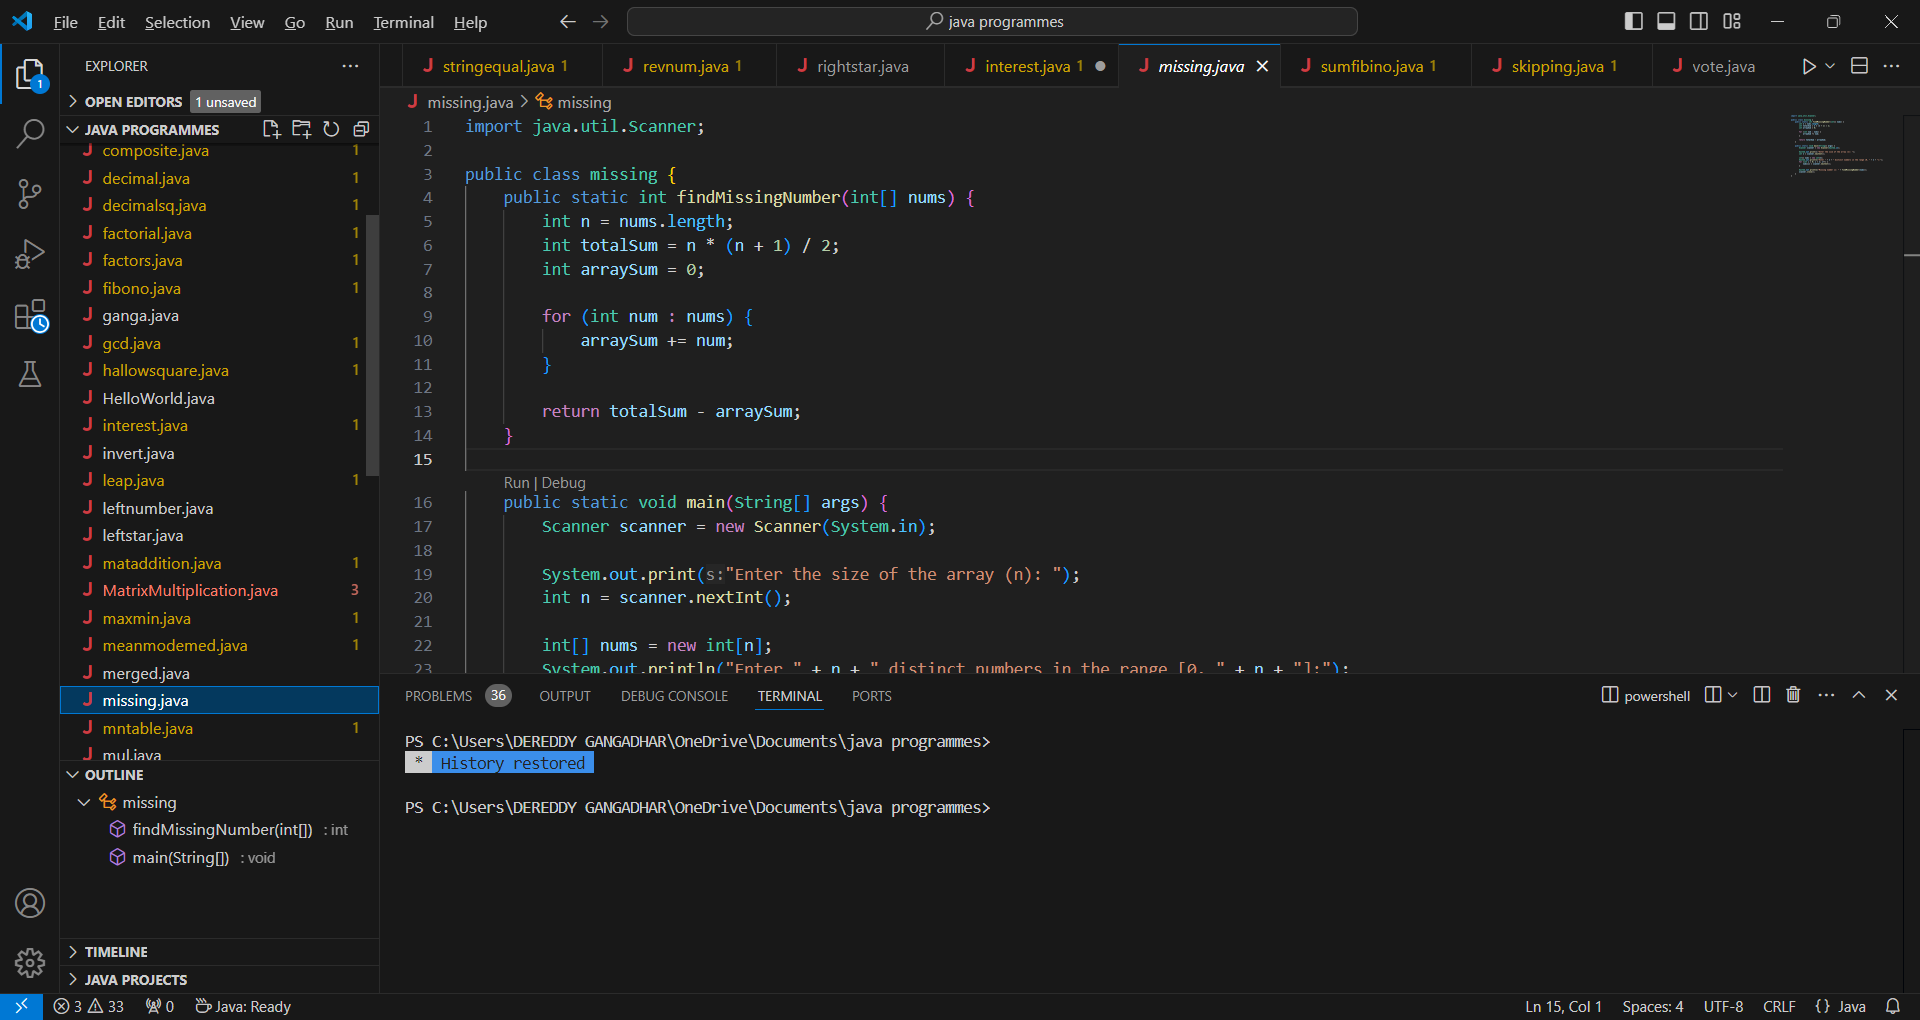 File Edit Selection View Go Run Terminal Help
java programmes
EXPLORER
OPEN EDITORS 1 unsaved
JAVA PROGRAMMES
composite.java 1
decimal.java 1
decimalsq.java 1
factorial.java 1
factors.java 1
fibono.java 1
ganga.java
gcd.java 1
hallowsquare.java 1
HelloWorld.java
interest.java 1
invert.java
leap.java 1
leftnumber.java
leftstar.java
mataddition.java 1
MatrixMultiplication.java 3
maxmin.java 1
meanmodemed.java 1
merged.java
missing.java
mntable.java 1
mul.java
OUTLINE
missing
findMissingNumber(int[]) : int
main(String[]) : void
TIMELINE
JAVA PROJECTS
stringequal.java 1 revnum.java 1 rightstar.java interest.java 1 missing.java sumfibino.java 1 skipping.java 1 vote.java
missing.java > missing
1 import java.util.Scanner;
2
3 public class missing {
4 public static int findMissingNumber(int[] nums) {
5 int n = nums.length;
6 int totalSum = n * (n + 1) / 2;
7 int arraySum = 0;
8
9 for (int num : nums) {
10 arraySum += num;
11 }
12
13 return totalSum - arraySum;
14 }
15
Run | Debug
16 public static void main(String[] args) {
17 Scanner scanner = new Scanner(System.in);
18
19 System.out.print(s:"Enter the size of the array (n): ");
20 int n = scanner.nextInt();
21
22 int[] nums = new int[n];
23 System.out.println("Enter " + n + " distinct numbers in the range [0, " + n + "]:");
PROBLEMS 36 OUTPUT DEBUG CONSOLE TERMINAL PORTS
powershell
PS C:\Users\DEREDDY GANGADHAR\OneDrive\Documents\java programmes>
* History restored
PS C:\Users\DEREDDY GANGADHAR\OneDrive\Documents\java programmes>
3 33 0 Java: Ready
Ln 15, Col 1 Spaces: 4 UTF-8 CRLF {} Java